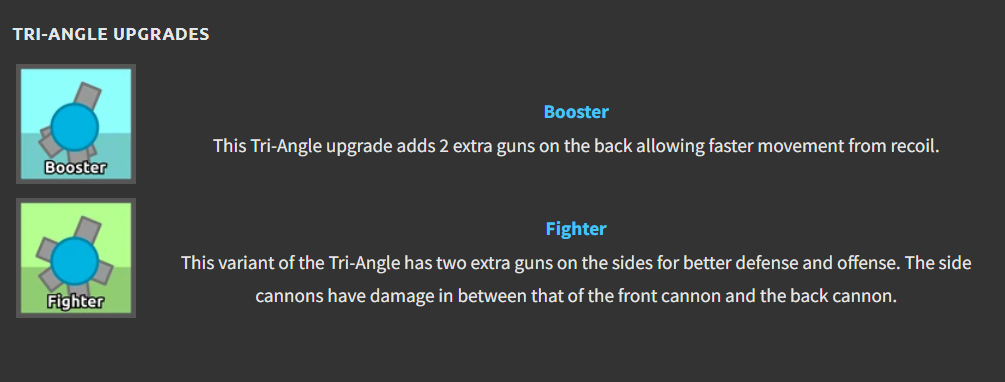 TRI-ANGLE UPGRADES
Booster
Booster
This Tri-Angle upgrade adds 2 extra guns on the back allowing faster movement from recoil.
Fighter
Fighter
This variant of the Tri-Angle has two extra guns on the sides for better defense and offense. The side
cannons have damage in between that of the front cannon and the back cannon.